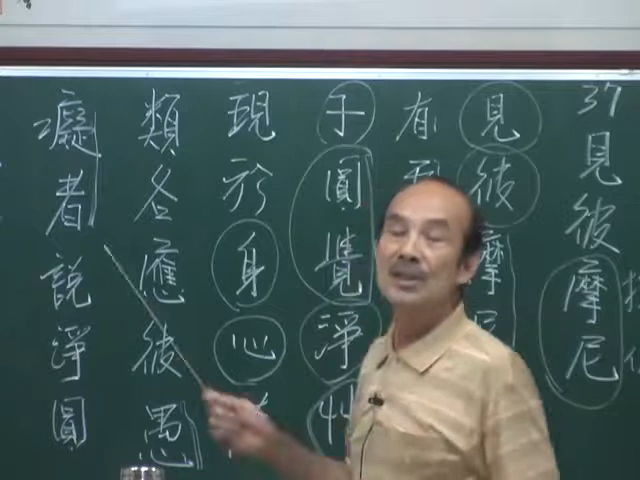 37見彼摩尼
見彼摩
有
于圓覺淨
現於身心
類各應彼愚
癡者說淨圓